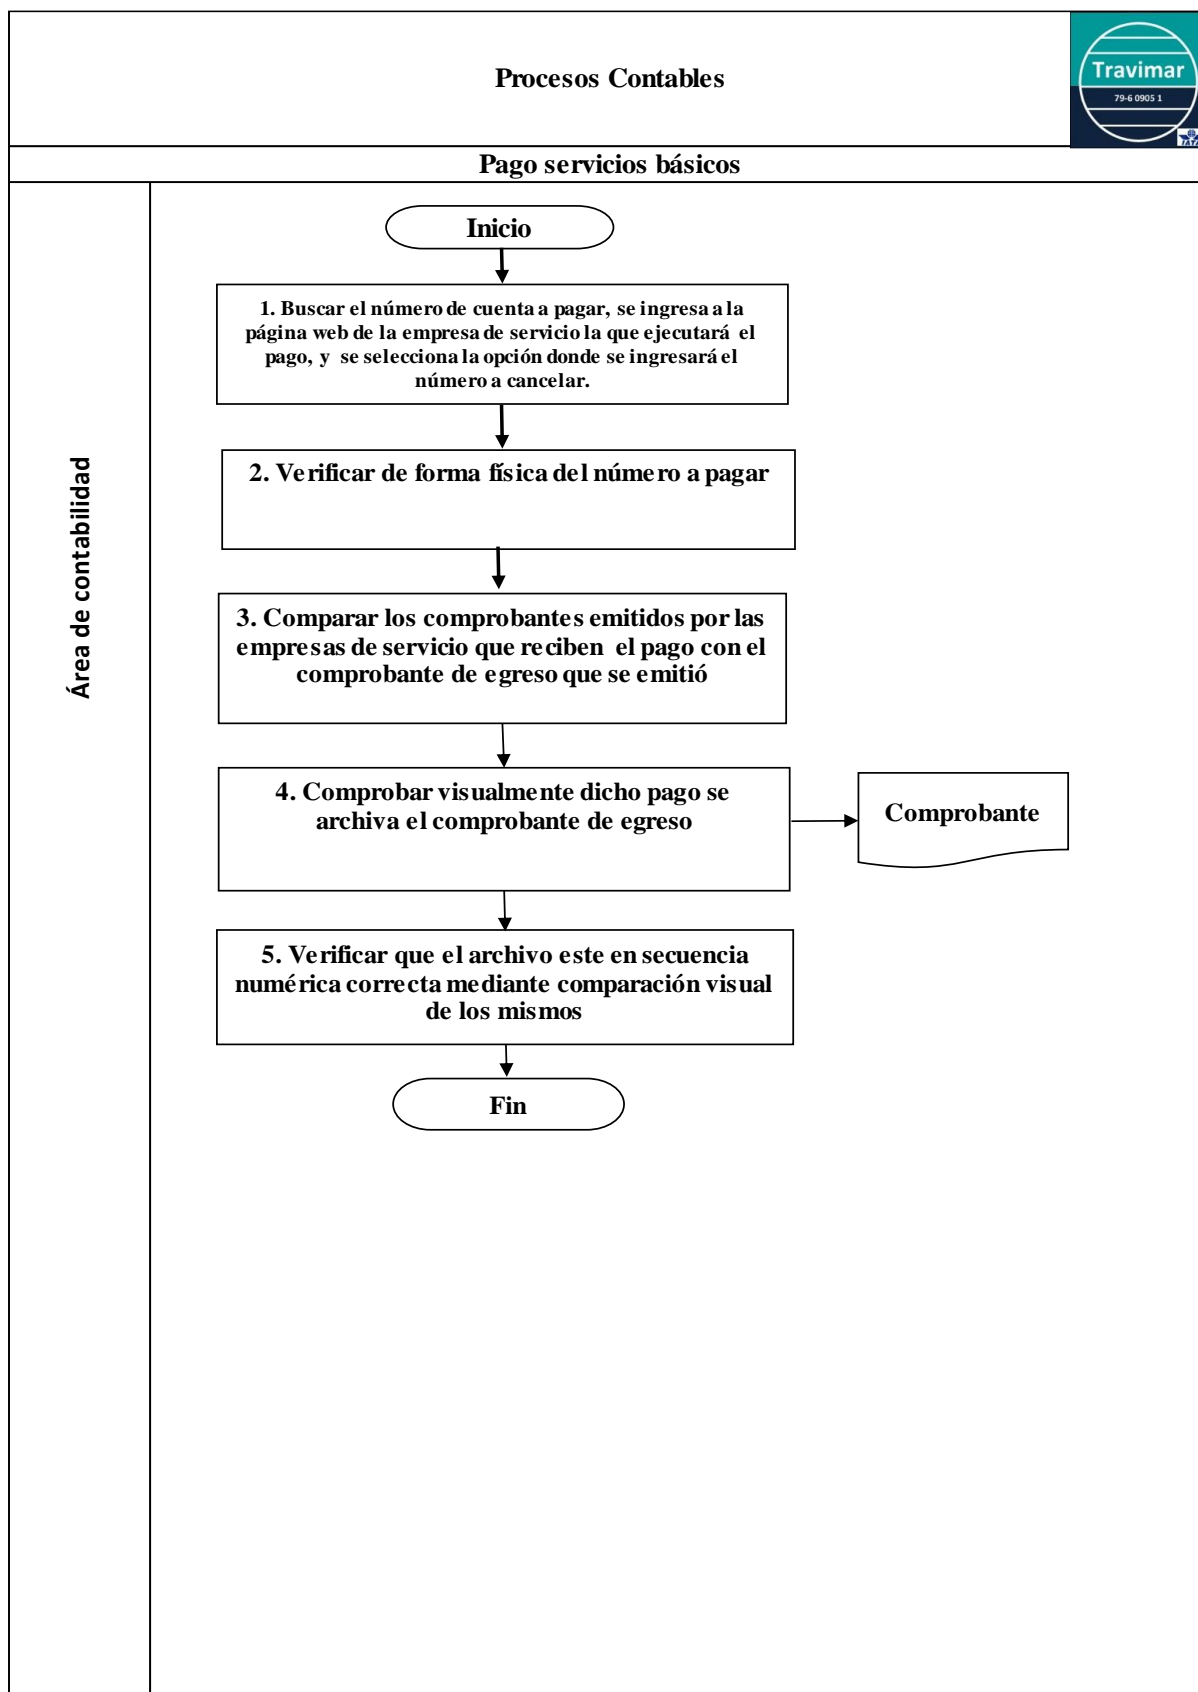 Procesos Contables
Travimar
79-6 0905 1
IATA
Pago servicios básicos
Área de contabilidad
Inicio
1. Buscar el número de cuenta a pagar, se ingresa a la
página web de la empresa de servicio la que ejecutará el
pago, y se selecciona la opción donde se ingresará el
número a cancelar.
2. Verificar de forma física del número a pagar
3. Comparar los comprobantes emitidos por las
empresas de servicio que reciben el pago con el
comprobante de egreso que se emitió
4. Comprobar visualmente dicho pago se
archiva el comprobante de egreso
Comprobante
5. Verificar que el archivo este en secuencia
numérica correcta mediante comparación visual
de los mismos
Fin